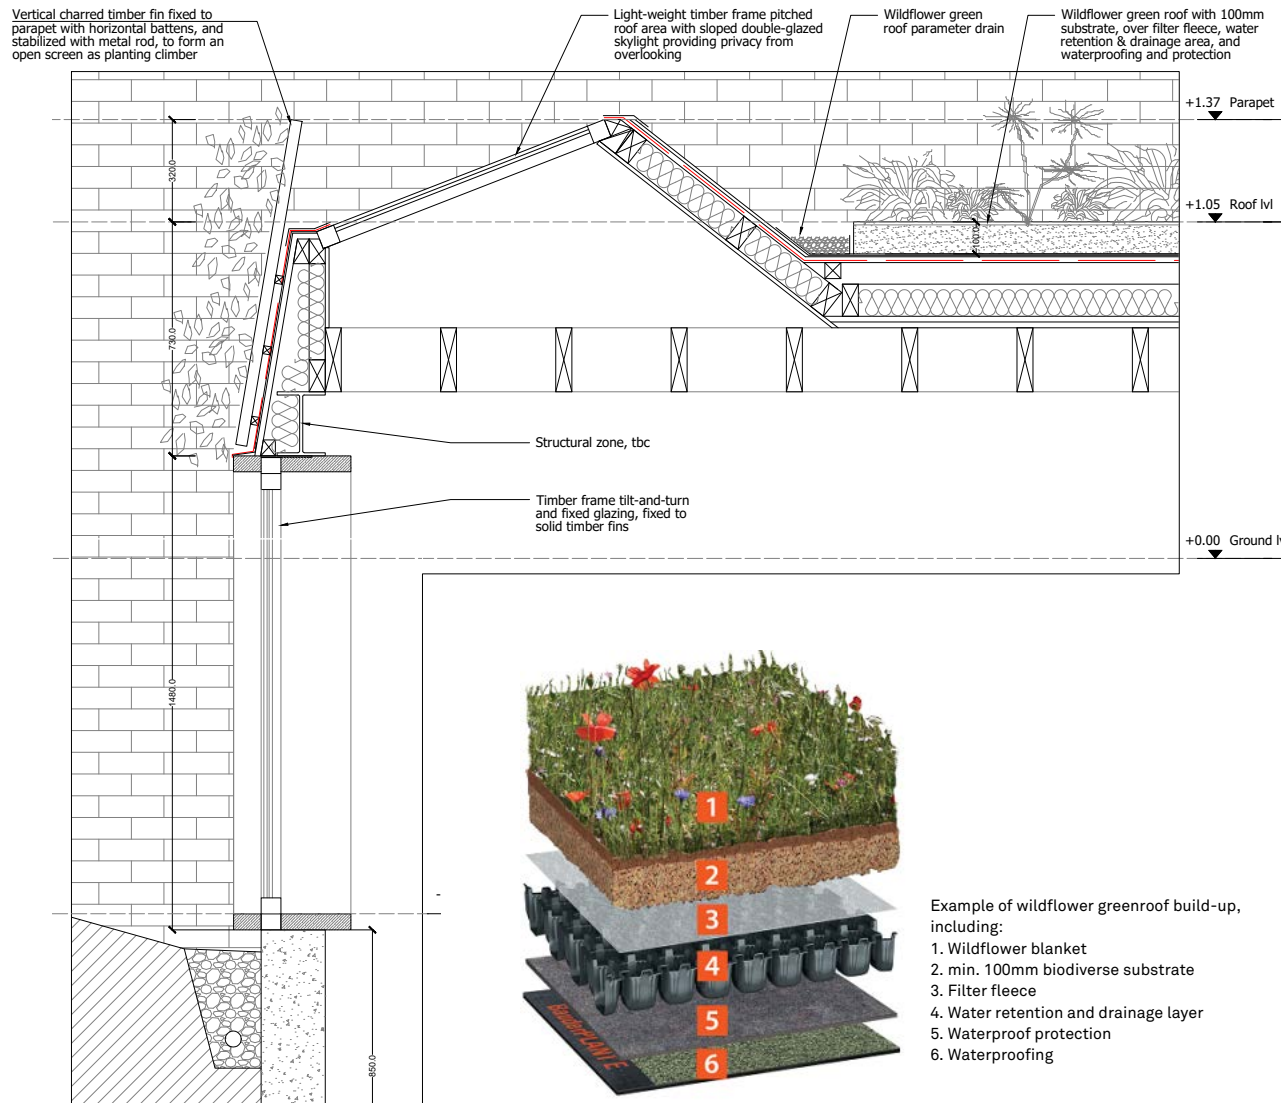 Vertical charred timber fin fixed to
parapet with horizontal battens, and
stabilized with metal rod, to form an
open screen as planting climber
Light-weight timber frame pitched
roof area with sloped double-glazed
skylight providing privacy from
overlooking
Wildflower green
roof parameter drain
Wildflower green roof with 100mm
substrate, over filter fleece, water
retention & drainage area, and
waterproofing and protection
+1.37 Parapet
320.0
+1.05 Roof lvl
100.0
730.0
Structural zone, tbc
Timber frame tilt-and-turn
and fixed glazing, fixed to
solid timber fins
+0.00 Ground lv
1480.0
850.0
1
2
3
4
5
6
BauderPLANT E
Example of wildflower greenroof build-up,
including:
1. Wildflower blanket
2. min. 100mm biodiverse substrate
3. Filter fleece
4. Water retention and drainage layer
5. Waterproof protection
6. Waterproofing